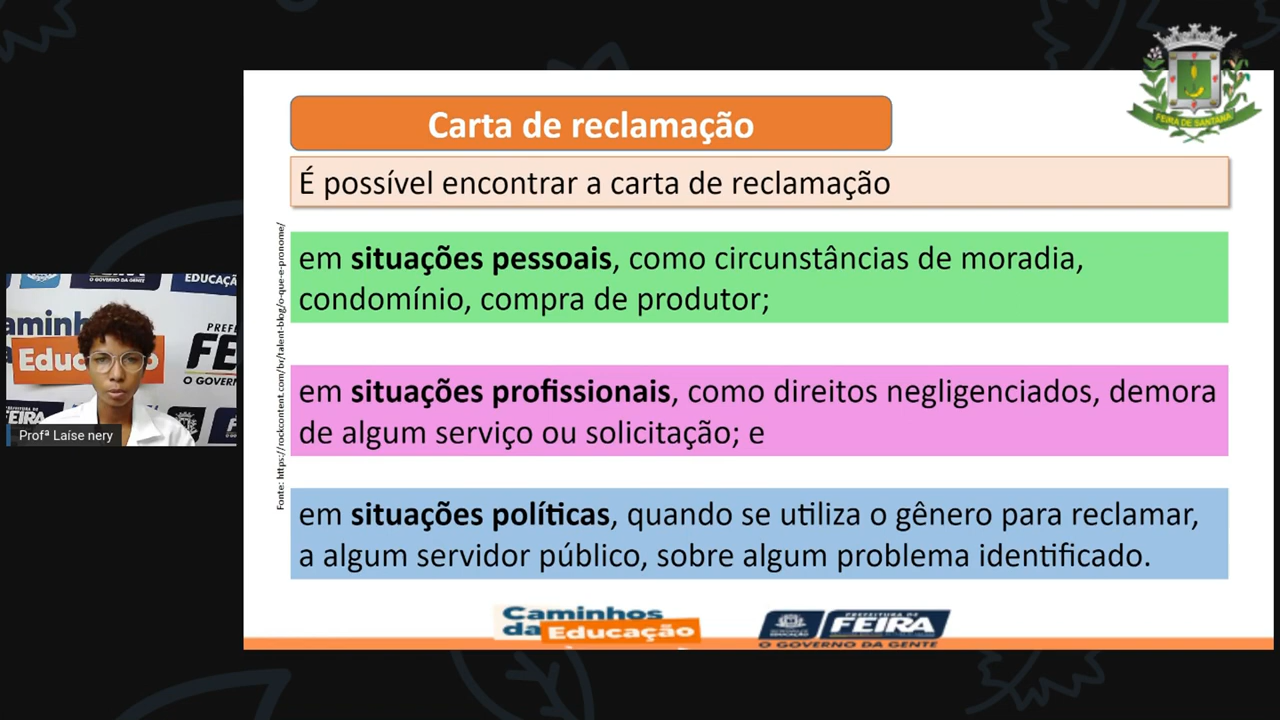 FEIRA DE SANTANA
Carta de reclamação
É possível encontrar a carta de reclamação
em situações pessoais, como circunstâncias de moradia,
condomínio, compra de produtor;
em situações profissionais, como direitos negligenciados, demora
de algum serviço ou solicitação; e
em situações políticas, quando se utiliza o gênero para reclamar,
a algum servidor público, sobre algum problema identificado.
Fonte: https://rockcontent.com/br/talent-blog/o-que-e-pronome/
Caminhos
da Educação
PREFEITURA DE
FEIRA
O GOVERNO DA GENTE
EDUCAÇÃO
Profª Laíse nery